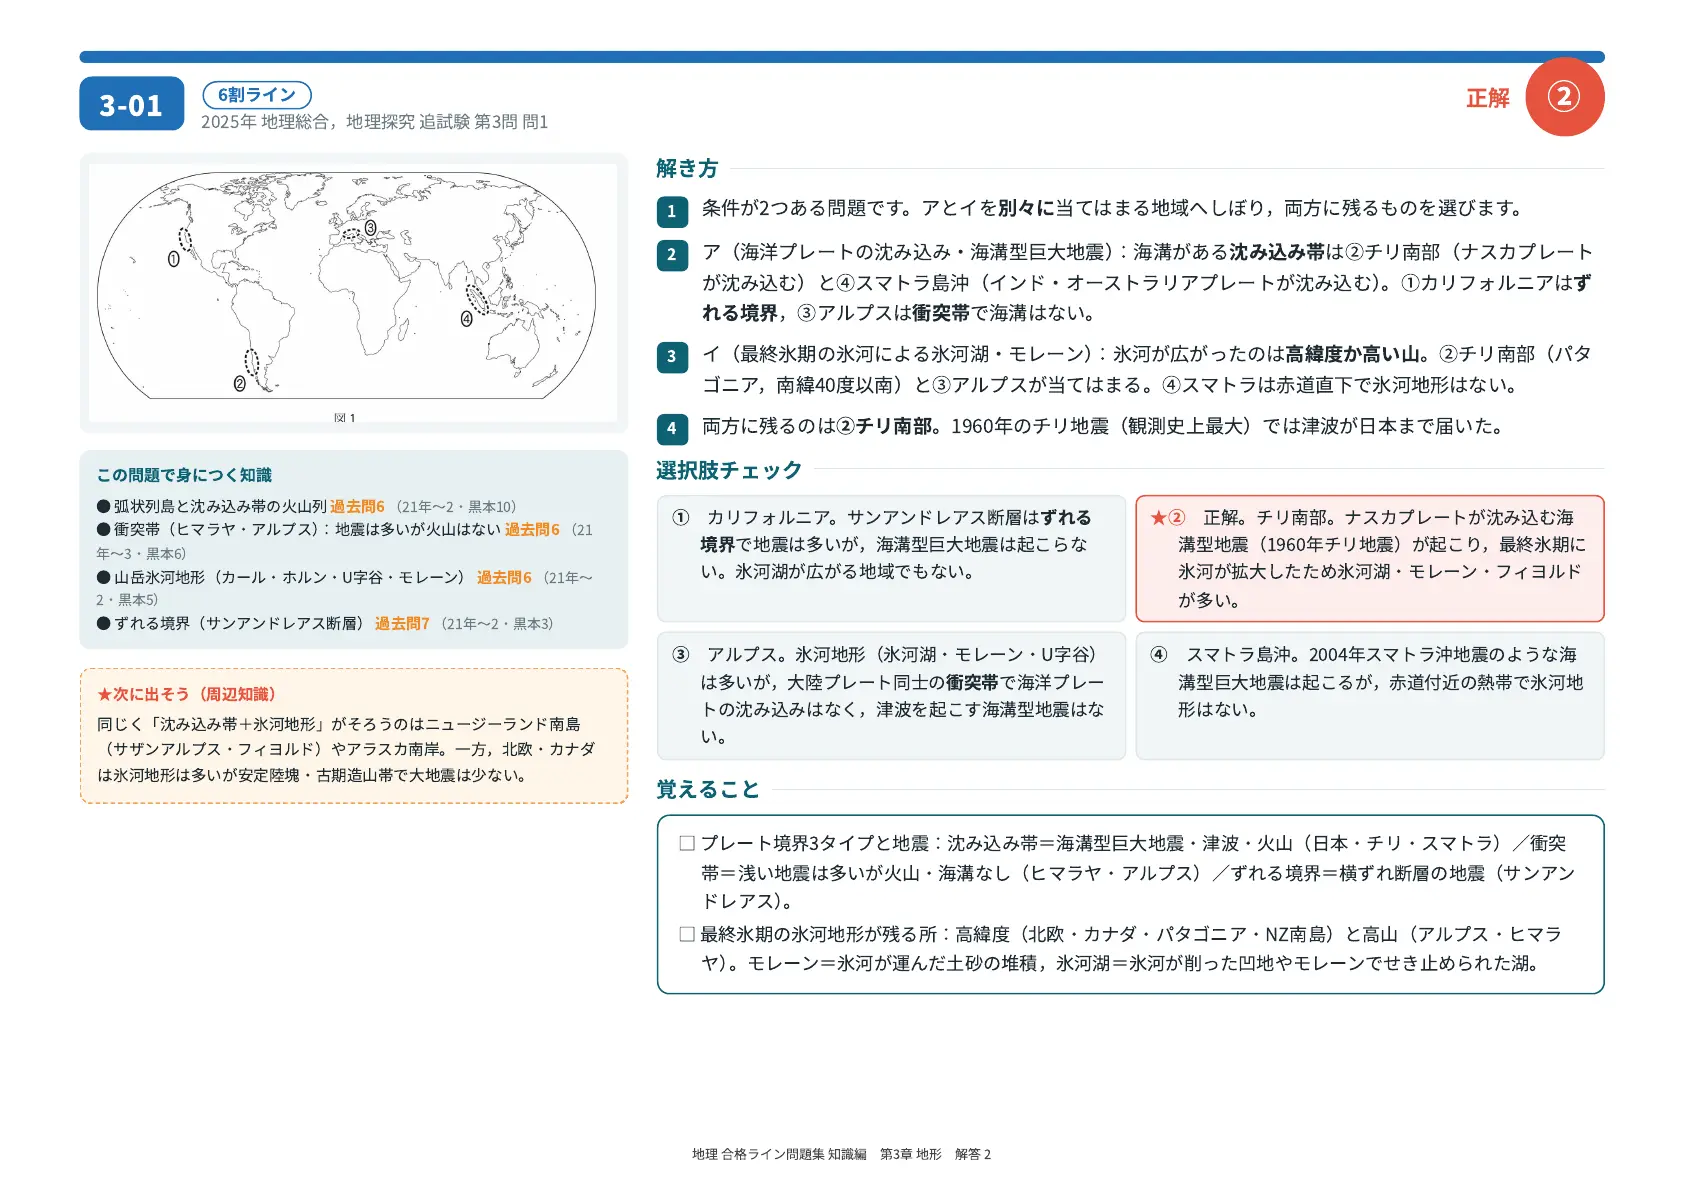 3-01
6割ライン
2025年 地理総合，地理探究 追試験 第3問 問1
正解 ②
①
②
③
④
図 1
この問題で身につく知識
● 弧状列島と沈み込み帯の火山列 過去問6 （21年～2・黒本10）
● 衝突帯（ヒマラヤ・アルプス）：地震は多いが火山はない 過去問6 （21
年～3・黒本6）
● 山岳氷河地形（カール・ホルン・U字谷・モレーン） 過去問6 （21年～
2・黒本5）
● ずれる境界（サンアンドレアス断層） 過去問7 （21年～2・黒本3）
★次に出そう（周辺知識）
同じく「沈み込み帯＋氷河地形」がそろうのはニュージーランド南島
（サザンアルプス・フィヨルド）やアラスカ南岸。一方，北欧・カナダ
は氷河地形は多いが安定陸塊・古期造山帯で大地震は少ない。
解き方
1 条件が2つある問題です。アとイを別々に当てはまる地域へしぼり，両方に残るものを選びます。
2 ア（海洋プレートの沈み込み・海溝型巨大地震）：海溝がある沈み込み帯は②チリ南部（ナスカプレート
が沈み込む）と④スマトラ島沖（インド・オーストラリアプレートが沈み込む）。①カリフォルニアはず
れる境界，③アルプスは衝突帯で海溝はない。
3 イ（最終氷期の氷河による氷河湖・モレーン）：氷河が広がったのは高緯度か高い山。②チリ南部（パタ
ゴニア，南緯40度以南）と③アルプスが当てはまる。④スマトラは赤道直下で氷河地形はない。
4 両方に残るのは②チリ南部。1960年のチリ地震（観測史上最大）では津波が日本まで届いた。
選択肢チェック
① カリフォルニア。サンアンドレアス断層はずれる
境界で地震は多いが，海溝型巨大地震は起こらな
い。氷河湖が広がる地域でもない。
★② 正解。チリ南部。ナスカプレートが沈み込む海
溝型地震（1960年チリ地震）が起こり，最終氷期に
氷河が拡大したため氷河湖・モレーン・フィヨルド
が多い。
③ アルプス。氷河地形（氷河湖・モレーン・U字谷）
は多いが，大陸プレート同士の衝突帯で海洋プレー
トの沈み込みはなく，津波を起こす海溝型地震はな
い。
④ スマトラ島沖。2004年スマトラ沖地震のような海
溝型巨大地震は起こるが，赤道付近の熱帯で氷河地
形はない。
覚えること
□ プレート境界3タイプと地震：沈み込み帯＝海溝型巨大地震・津波・火山（日本・チリ・スマトラ）／衝突
帯＝浅い地震は多いが火山・海溝なし（ヒマラヤ・アルプス）／ずれる境界＝横ずれ断層の地震（サンアン
ドレアス）。
□ 最終氷期の氷河地形が残る所：高緯度（北欧・カナダ・パタゴニア・NZ南島）と高山（アルプス・ヒマラ
ヤ）。モレーン＝氷河が運んだ土砂の堆積，氷河湖＝氷河が削った凹地やモレーンでせき止められた湖。
地理 合格ライン問題集 知識編 第3章 地形 解答 2